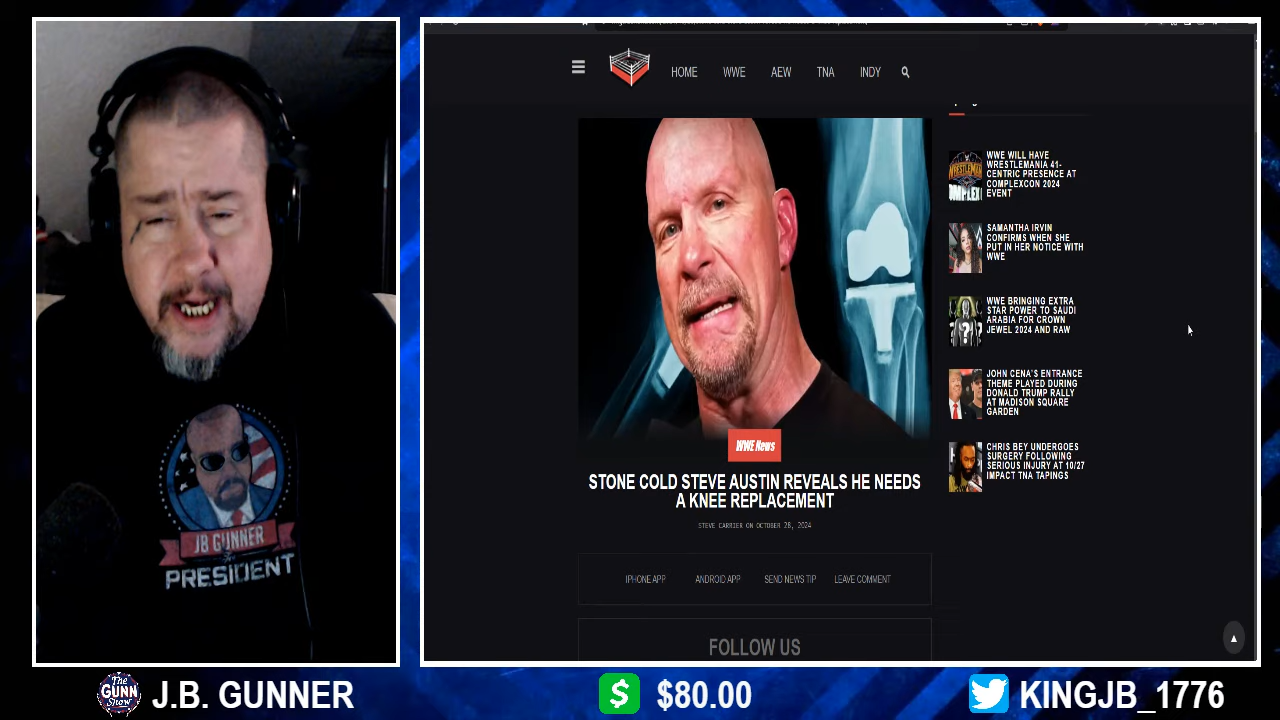 HOME WWE AEW TNA INDY
WWE WILL HAVE
WRESTLEMANIA 41-
CENTRIC PRESENCE AT
COMPLEXCON 2024
EVENT
SAMANTHA IRVIN
CONFIRMS WHEN SHE
PUT IN HER NOTICE WITH
WWE
WWE BRINGING EXTRA
STAR POWER TO SAUDI
ARABIA FOR CROWN
JEWEL 2024 AND RAW
JOHN CENA'S ENTRANCE
THEME PLAYED DURING
DONALD TRUMP RALLY
AT MADISON SQUARE
GARDEN
CHRIS BEY UNDERGOES
SURGERY FOLLOWING
SERIOUS INJURY AT 10/27
IMPACT TNA TAPINGS
WWE News
STONE COLD STEVE AUSTIN REVEALS HE NEEDS
A KNEE REPLACEMENT
STEVE CARRIER ON OCTOBER 28, 2024
IPHONE APP ANDROID APP SEND NEWS TIP LEAVE COMMENT
FOLLOW US
JB GUNNER
For
PRESIDENT
The
GUNN
Show
J.B. GUNNER
$ $80.00
KINGJB_1776